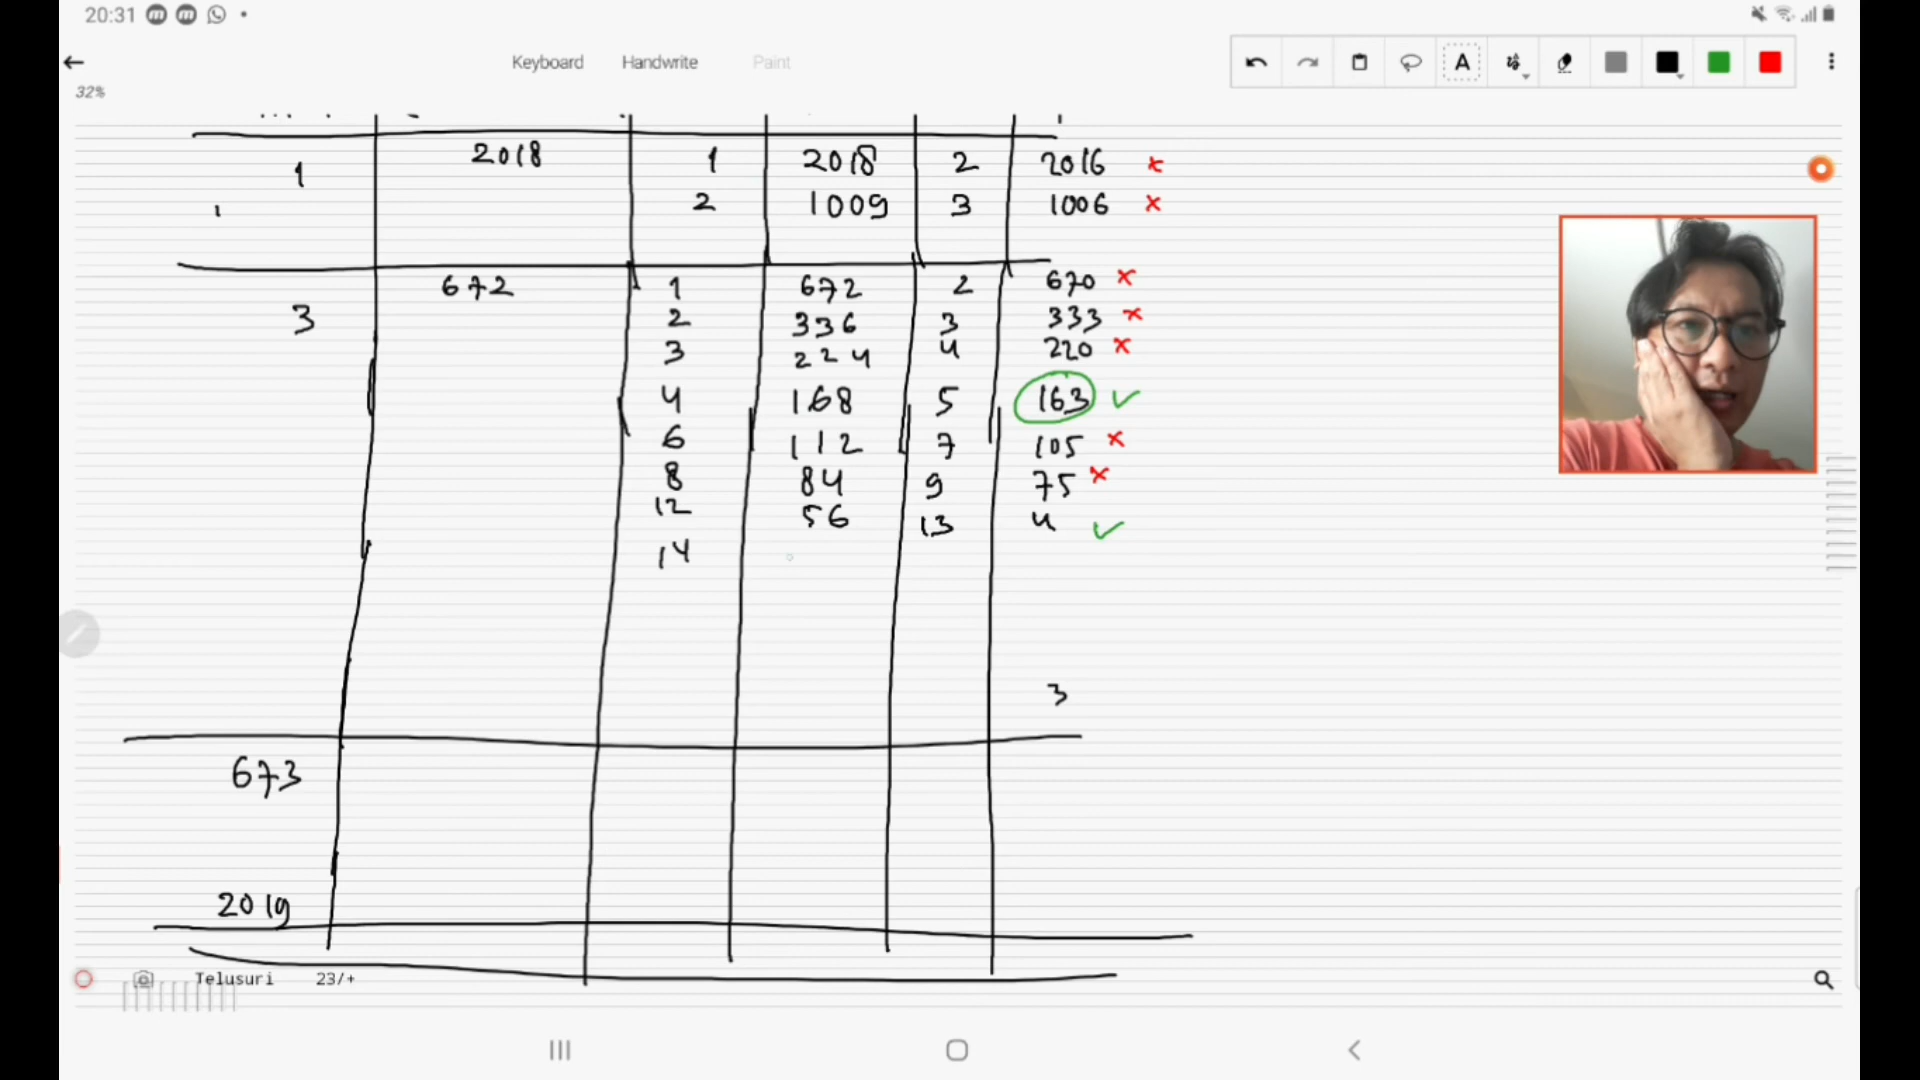 20:31
Keyboard Handwrite Paint
A
32%
1 2018 1 2018 2 2016 ×
2 1009 3 1006 ×
3 672 1 672 2 670 ×
2 336 3 333 ×
3 224 4 220 ×
4 168 5 163 ✓
6 112 7 105 ×
8 84 9 75 ×
12 56 13 4 ✓
14
3
673
2019
Telusuri 23/+